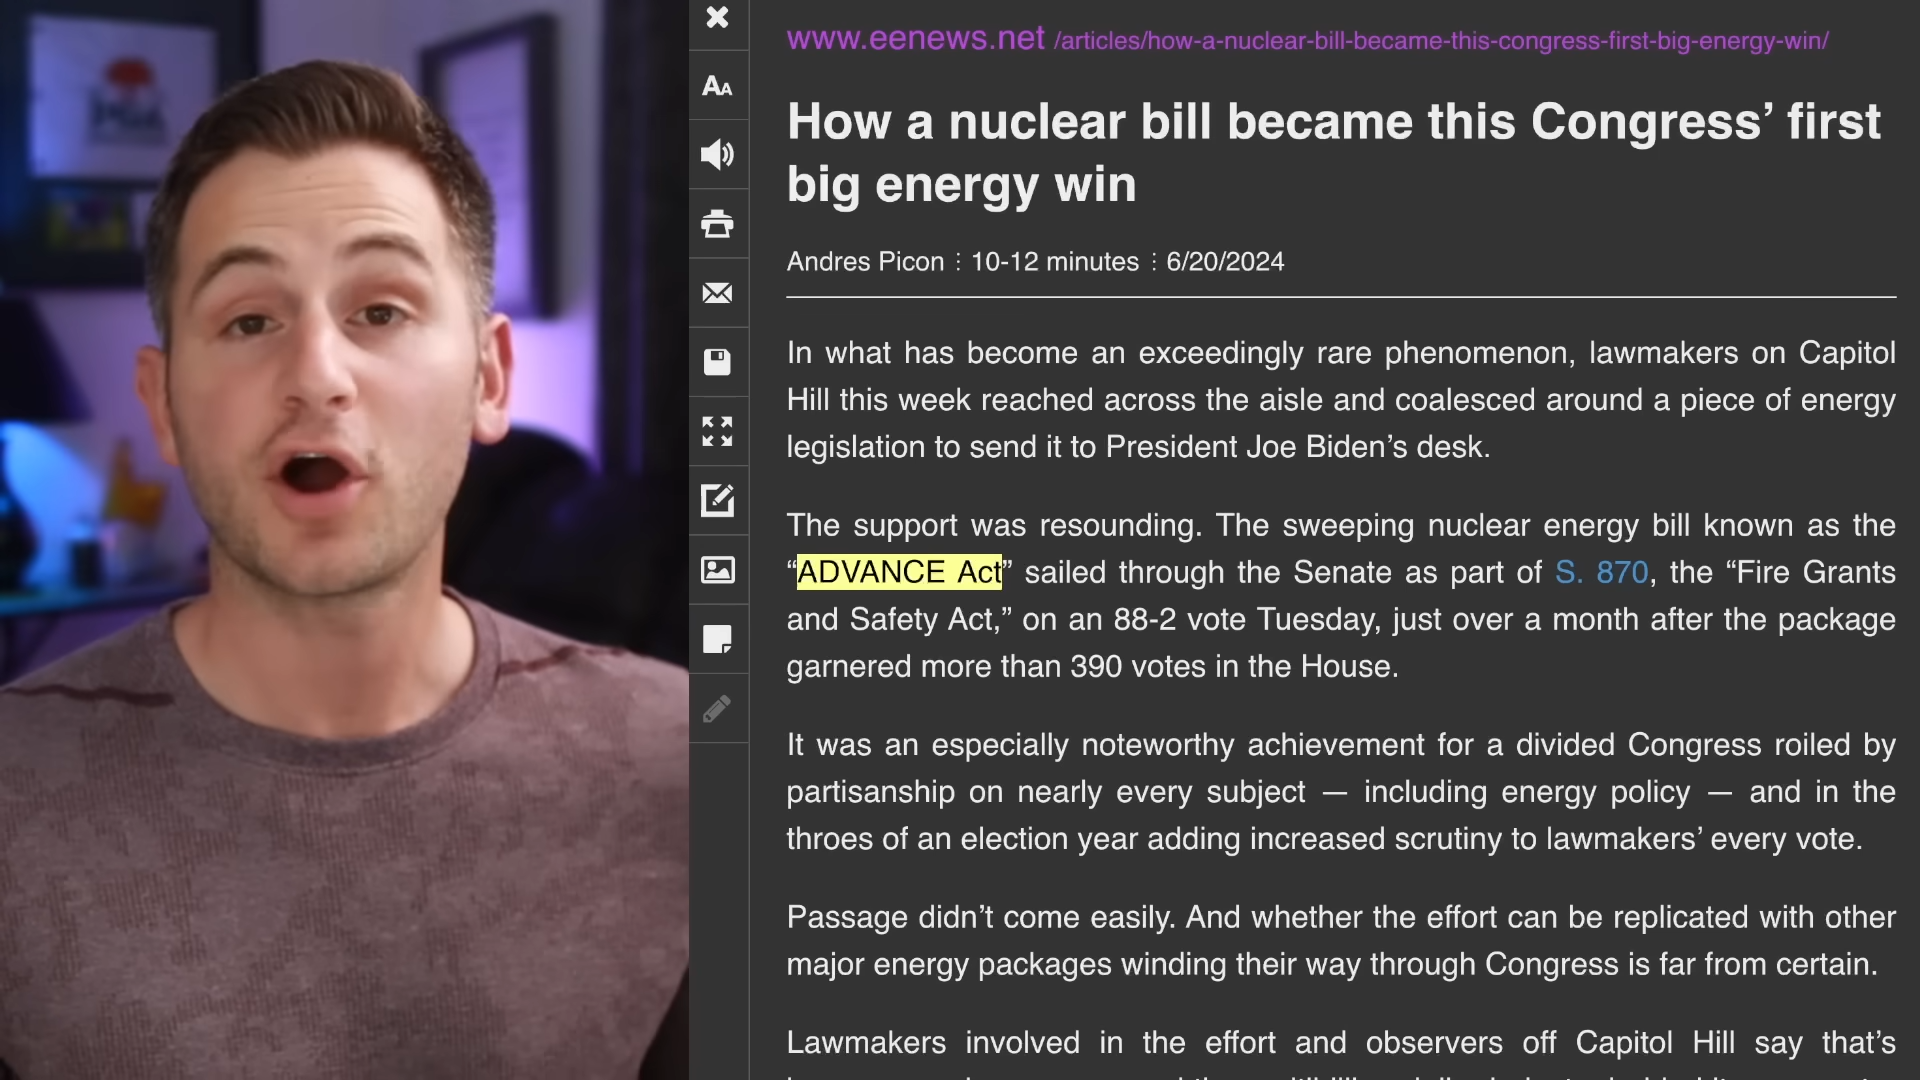 www.eenews.net /articles/how-a-nuclear-bill-became-this-congress-first-big-energy-win/
How a nuclear bill became this Congress’ first
big energy win
Andres Picon ⋮ 10-12 minutes ⋮ 6/20/2024
In what has become an exceedingly rare phenomenon, lawmakers on Capitol
Hill this week reached across the aisle and coalesced around a piece of energy
legislation to send it to President Joe Biden’s desk.
The support was resounding. The sweeping nuclear energy bill known as the
“ADVANCE Act” sailed through the Senate as part of S. 870, the “Fire Grants
and Safety Act,” on an 88-2 vote Tuesday, just over a month after the package
garnered more than 390 votes in the House.
It was an especially noteworthy achievement for a divided Congress roiled by
partisanship on nearly every subject — including energy policy — and in the
throes of an election year adding increased scrutiny to lawmakers’ every vote.
Passage didn’t come easily. And whether the effort can be replicated with other
major energy packages winding their way through Congress is far from certain.
Lawmakers involved in the effort and observers off Capitol Hill say that’s